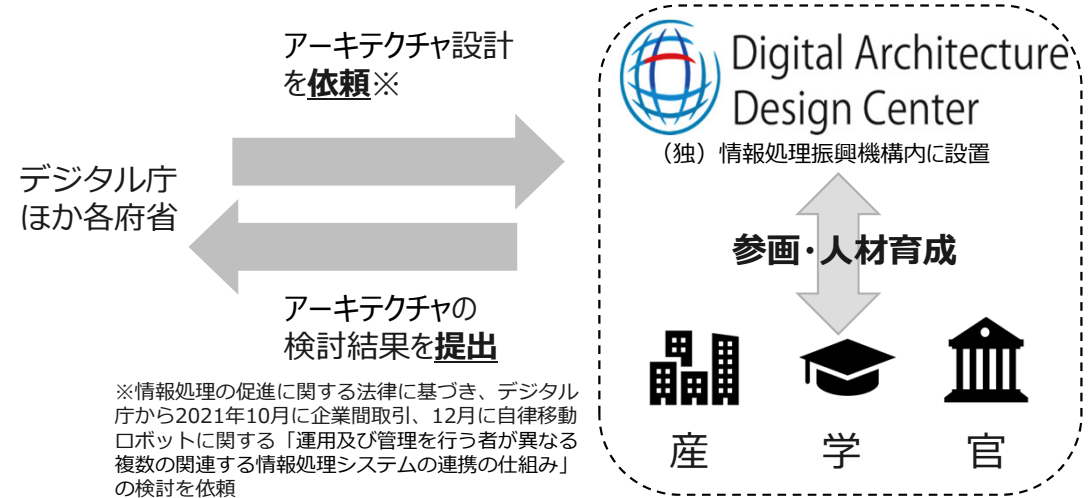 アーキテクチャ設計
を依頼※
デジタル庁
ほか各府省
アーキテクチャの
検討結果を提出
※情報処理の促進に関する法律に基づき、デジタル
庁から2021年10月に企業間取引、12月に自律移動
ロボットに関する「運用及び管理を行う者が異なる
複数の関連する情報処理システムの連携の仕組み」
の検討を依頼
Digital Architecture
Design Center
（独）情報処理振興機構内に設置
参画・人材育成
産
学
官